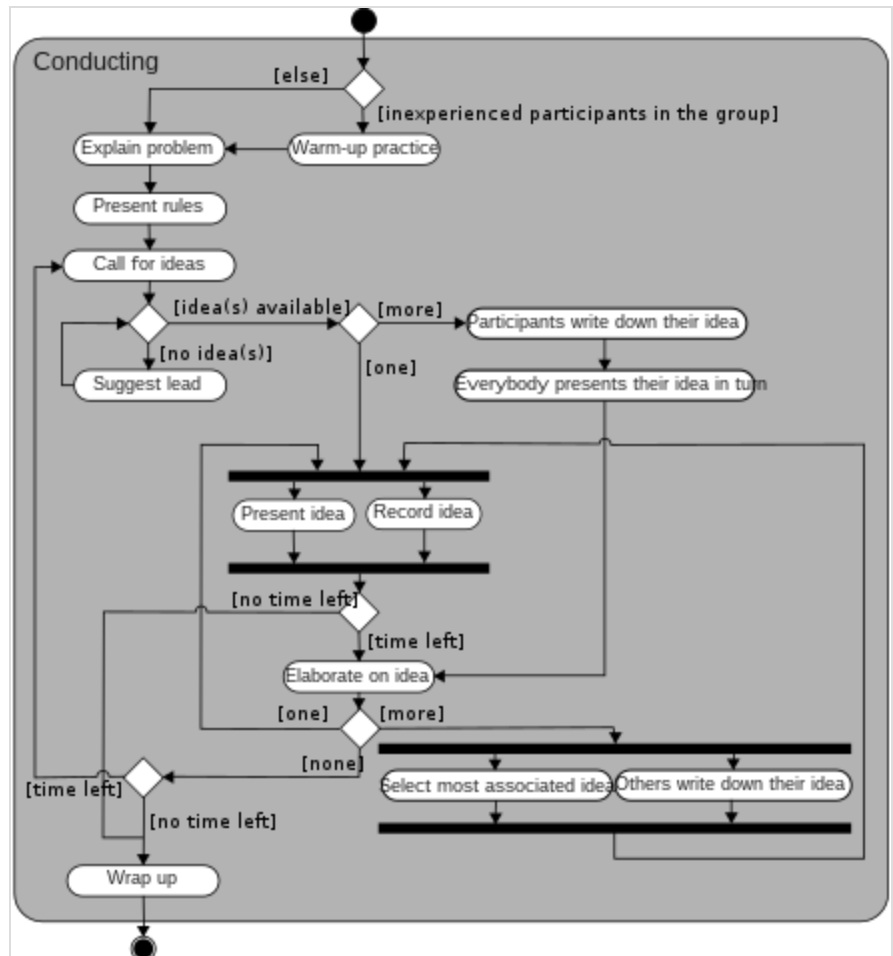 Conducting
[else]
[inexperienced participants in the group]
Explain problem
Warm-up practice
Present rules
Call for ideas
[idea(s) available]
[more]
Participants write down their idea
[no idea(s)]
[one]
Suggest lead
Everybody presents their idea in turn
Present idea
Record idea
[no time left]
[time left]
Elaborate on idea
[one]
[more]
[none]
[time left]
Select most associated idea
Others write down their idea
[no time left]
Wrap up